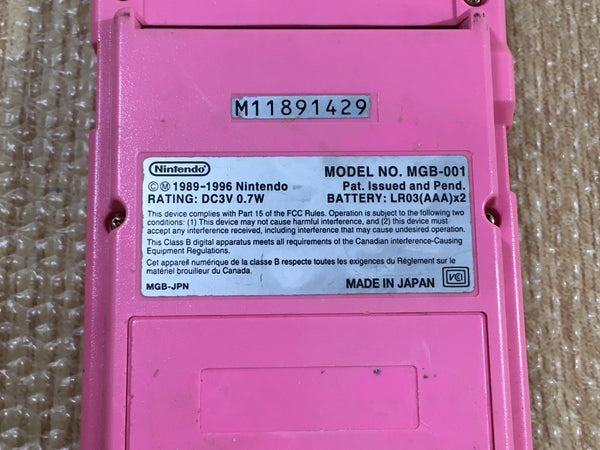 M11891429
Nintendo
MODEL NO. MGB-001
©Ⓜ 1989-1996 Nintendo
Pat. Issued and Pend.
RATING: DC3V 0.7W
BATTERY: LR03(AAA)x2
This device complies with Part 15 of the FCC Rules. Operation is subject to the following two
conditions: (1) This device may not cause harmful interference, and (2) this device must
accept any interference received, including interference that may cause undesired operation.
This Class B digital apparatus meets all requirements of the Canadian interference-Causing
Equipment Regulations.
Cet appareil numérique de la classe B respecte toutes les exigences du Règlement sur le
matériel brouilleur du Canada.
MGB-JPN
MADE IN JAPAN
VCI